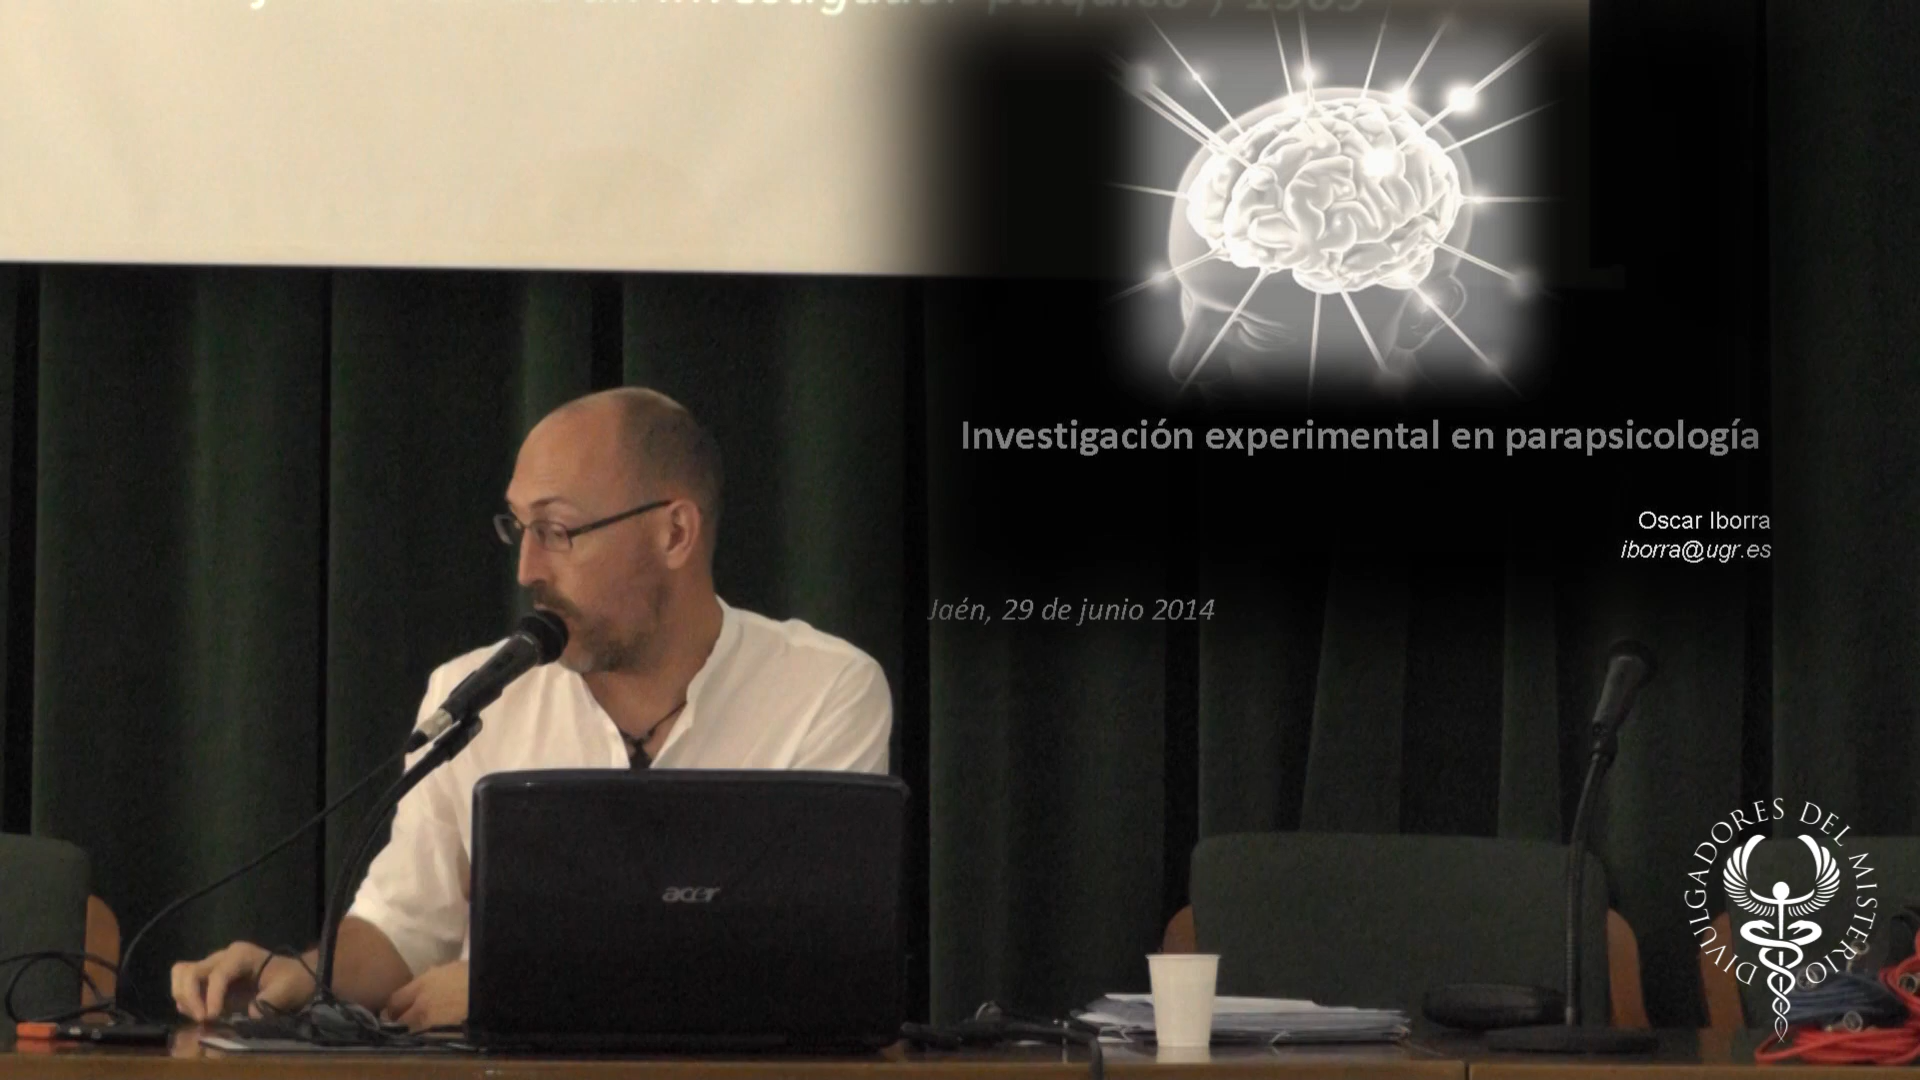 Investigación experimental en parapsicología
Oscar Iborra
iborra@ugr.es
Jaén, 29 de junio 2014
acer
DIVULGADORES DEL MISTERIO